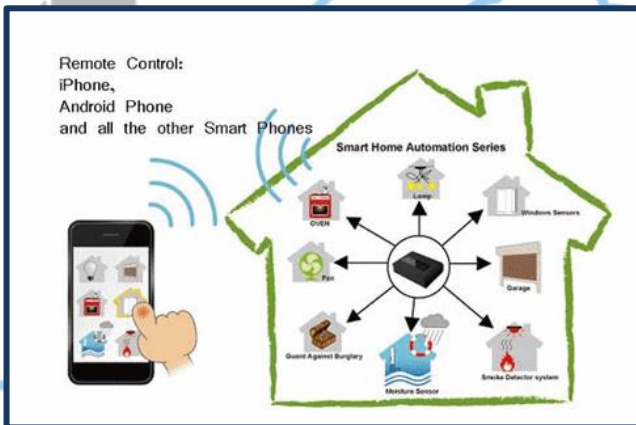 Remote Control:
iPhone,
Android Phone
and all the other Smart Phones
Smart Home Automation Series
Lamp
OVEN
Windows Sensors
Fan
Garage
Guard Against Burglary
Moisture Sensor
Smoke Detector system